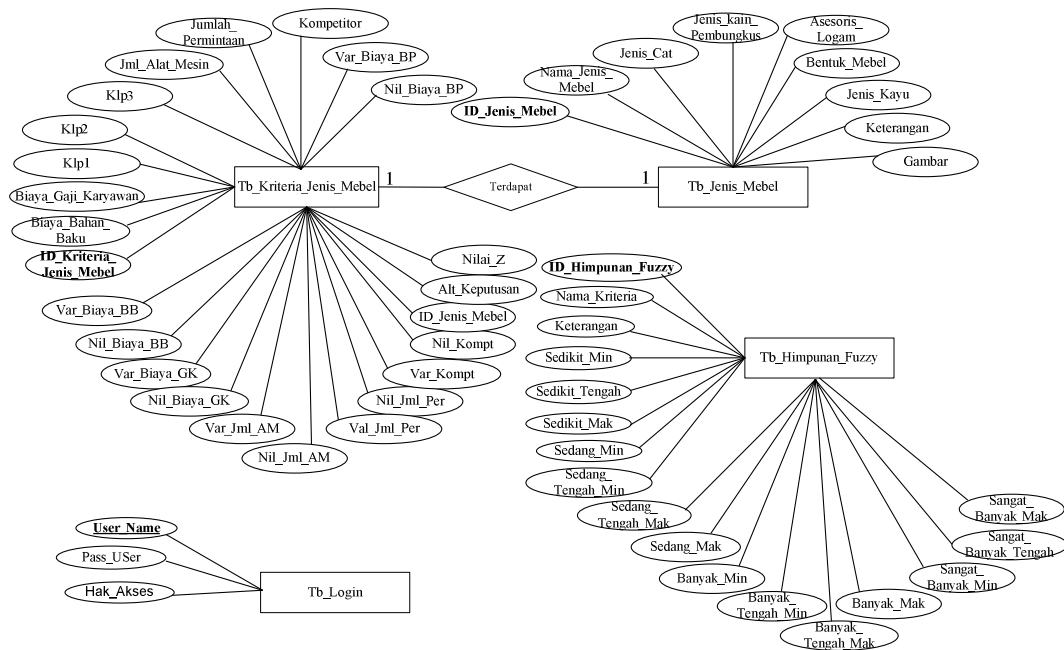 Jumlah_
Permintaan
Kompetitor
Jml_Alat_Mesin
Var_Biaya_BP
Klp3
Nil_Biaya_BP
Klp2
Klp1
Biaya_Gaji_Karyawan
Biaya_Bahan_
Baku
ID_Kriteria_
Jenis_Mebel
Tb_Kriteria_Jenis_Mebel
1
Terdapat
1
Tb_Jenis_Mebel
Jenis_kain_
Pembungkus
Asesoris_
Logam
Jenis_Cat
Bentuk_Mebel
Nama_Jenis_
Mebel
Jenis_Kayu
ID_Jenis_Mebel
Keterangan
Gambar
Var_Biaya_BB
Nil_Biaya_BB
Var_Biaya_GK
Nil_Biaya_GK
Var_Jml_AM
Nil_Jml_AM
Val_Jml_Per
Nil_Jml_Per
Var_Kompt
Nil_Kompt
ID_Jenis_Mebel
Alt_Keputusan
Nilai_Z
ID_Himpunan_Fuzzy
Nama_Kriteria
Keterangan
Sedikit_Min
Sedikit_Tengah
Sedikit_Mak
Sedang_Min
Sedang_
Tengah_Min
Sedang_
Tengah_Mak
Sedang_Mak
Banyak_Min
Banyak_
Tengah_Min
Banyak_
Tengah_Mak
Banyak_Mak
Sangat_
Banyak_Min
Sangat_
Banyak_Tengah
Sangat_
Banyak_Mak
Tb_Himpunan_Fuzzy
User_Name
Pass_USer
Hak_Akses
Tb_Login